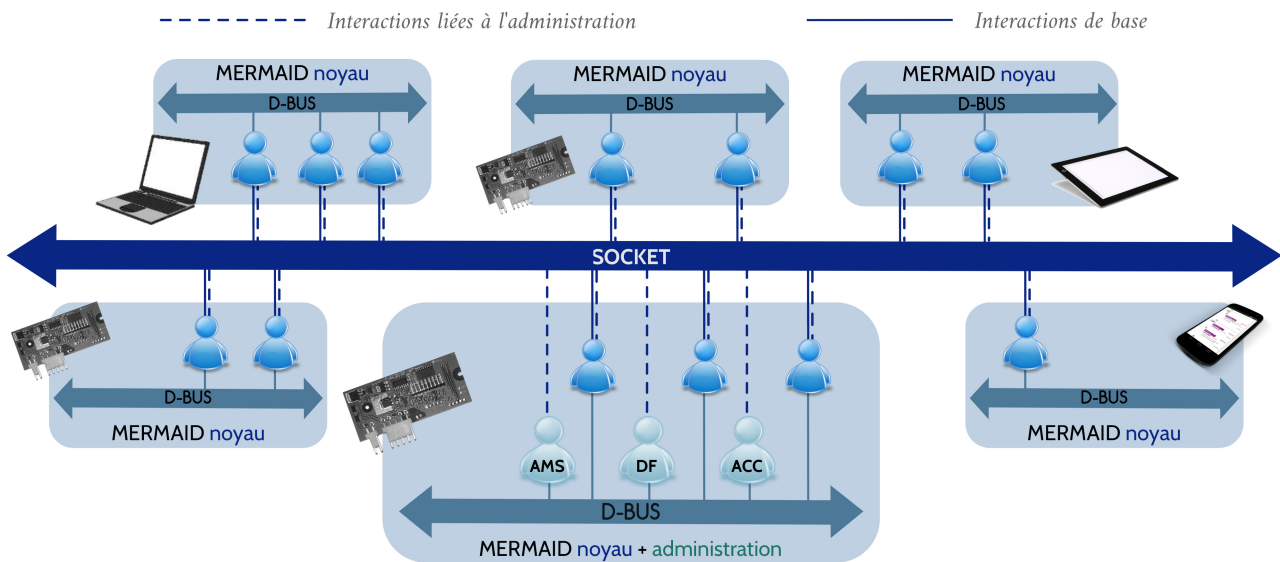 Interactions liées à l'administration
Interactions de base
MERMAID noyau
D-BUS
MERMAID noyau
D-BUS
MERMAID noyau
D-BUS
SOCKET
D-BUS
MERMAID noyau
AMS
DF
ACC
D-BUS
MERMAID noyau + administration
D-BUS
MERMAID noyau